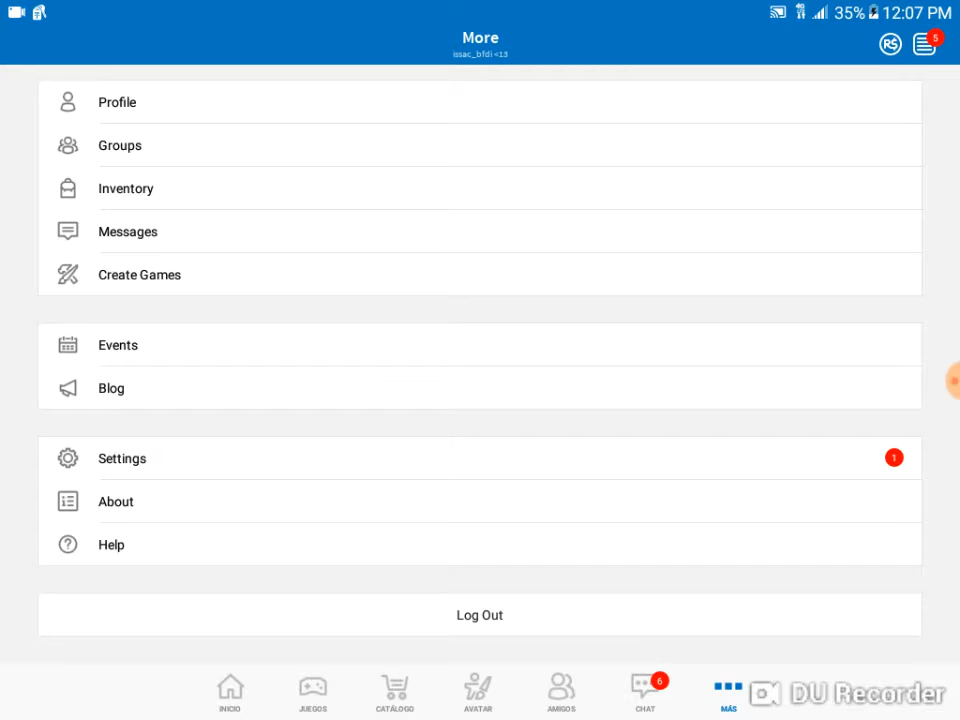 35% 12:07 PM
More
issac_bfdi <13
R$
5
Profile
Groups
Inventory
Messages
Create Games
Events
Blog
Settings
1
About
Help
Log Out
6
INICIO JUEGOS CATÁLOGO AVATAR AMIGOS CHAT MÁS
DU Recorder